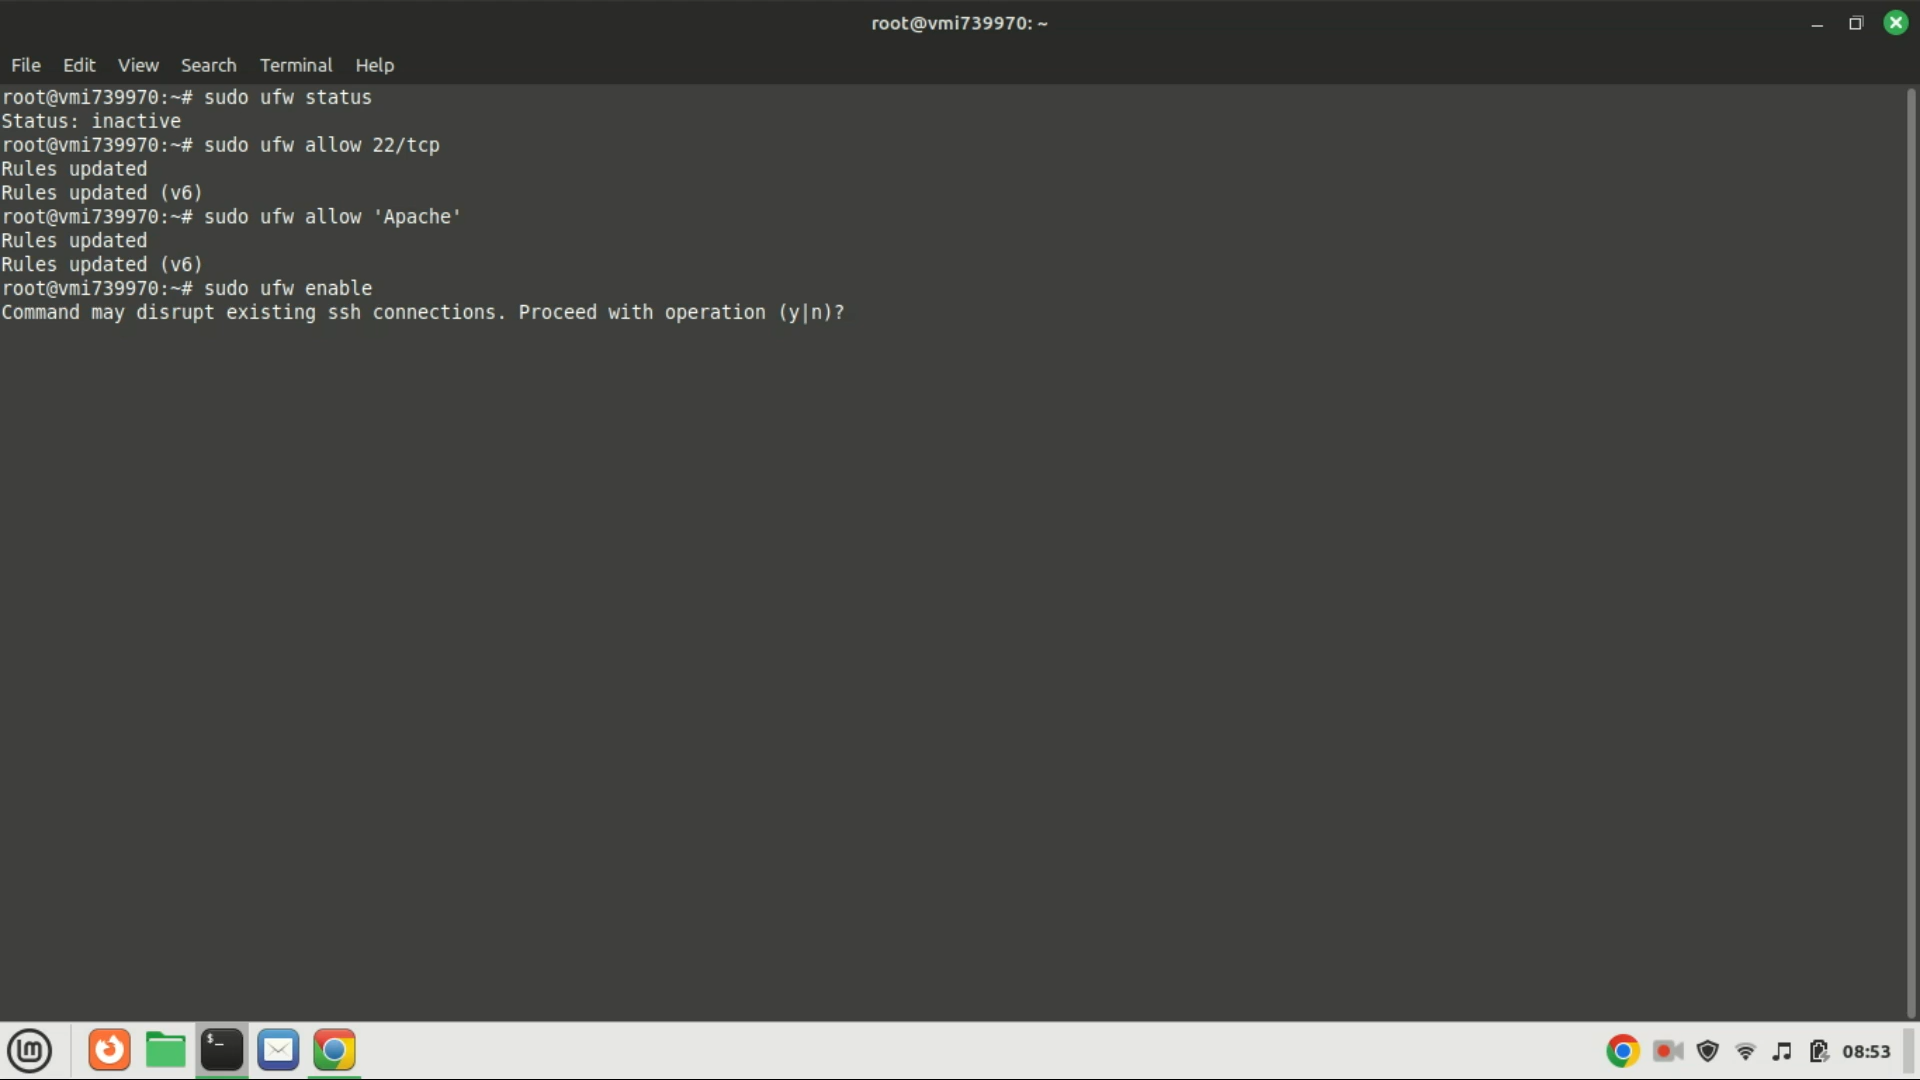 root@vmi739970: ~
File Edit View Search Terminal Help
root@vmi739970:~# sudo ufw status
Status: inactive
root@vmi739970:~# sudo ufw allow 22/tcp
Rules updated
Rules updated (v6)
root@vmi739970:~# sudo ufw allow 'Apache'
Rules updated
Rules updated (v6)
root@vmi739970:~# sudo ufw enable
Command may disrupt existing ssh connections. Proceed with operation (y|n)?
$_
lm
08:53